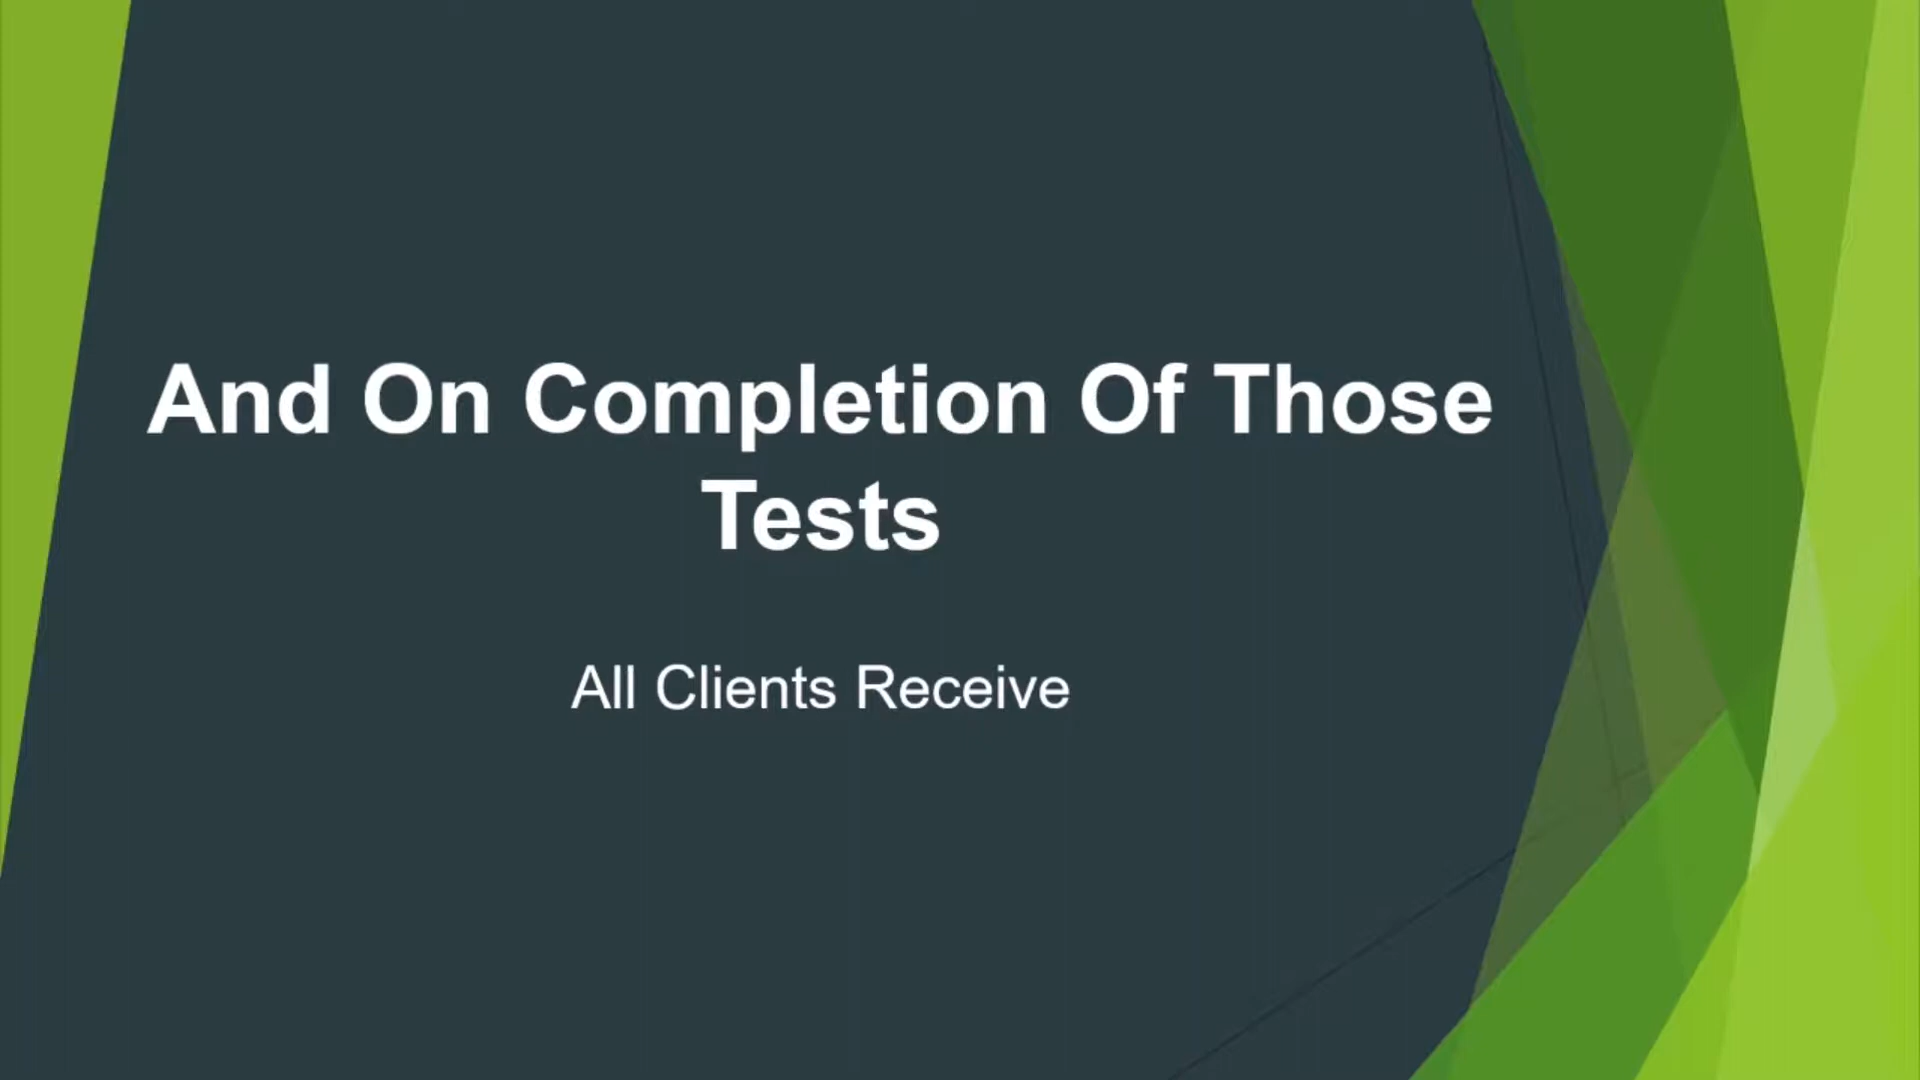 And On Completion Of Those
Tests
All Clients Receive